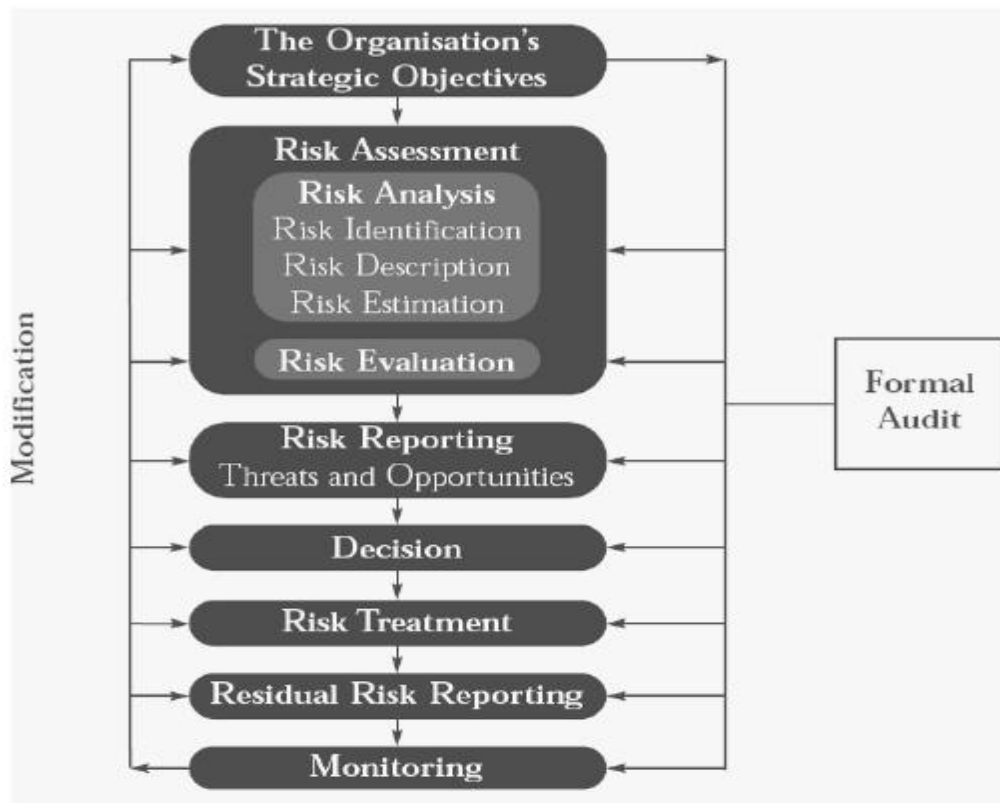 The Organisation's
Strategic Objectives
Risk Assessment
Risk Analysis
Risk Identification
Risk Description
Risk Estimation
Risk Evaluation
Risk Reporting
Threats and Opportunities
Decision
Risk Treatment
Residual Risk Reporting
Monitoring
Modification
Formal
Audit